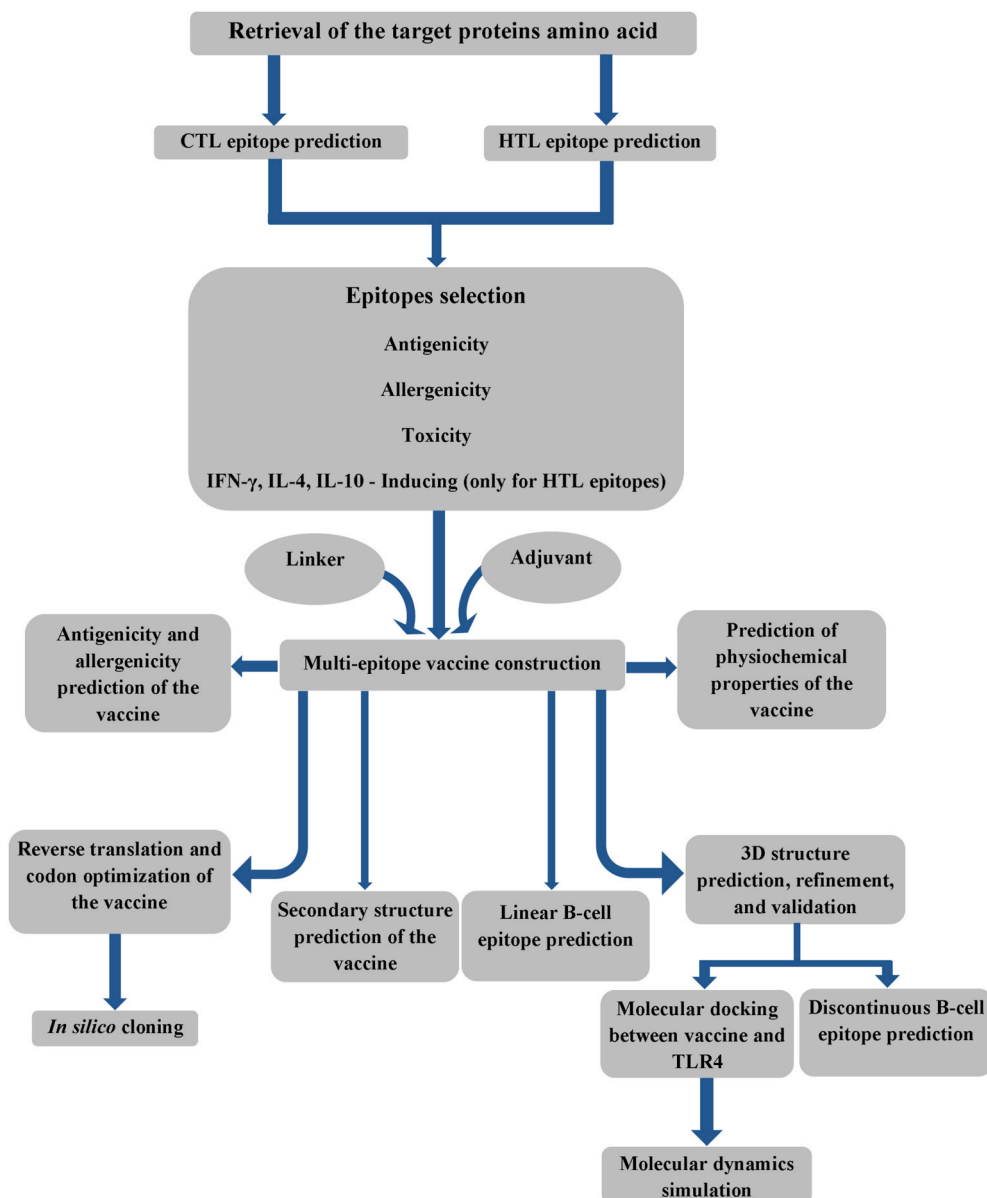 Retrieval of the target proteins amino acid
CTL epitope prediction
HTL epitope prediction
Epitopes selection
Antigenicity
Allergenicity
Toxicity
IFN-γ, IL-4, IL-10 - Inducing (only for HTL epitopes)
Linker
Adjuvant
Antigenicity and
allergenicity
prediction of the
vaccine
Multi-epitope vaccine construction
Prediction of
physiochemical
properties of the
vaccine
Reverse translation and
codon optimization of
the vaccine
Secondary structure
prediction of the
vaccine
Linear B-cell
epitope prediction
3D structure
prediction, refinement,
and validation
In silico cloning
Molecular docking
between vaccine and
TLR4
Discontinuous B-cell
epitope prediction
Molecular dynamics
simulation